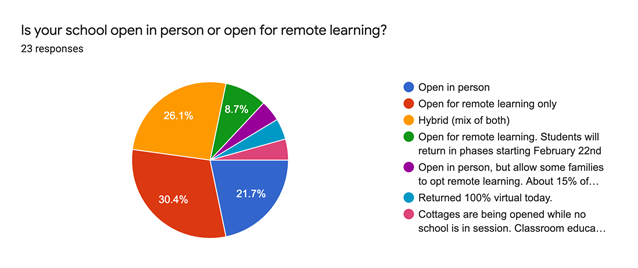 Is your school open in person or open for remote learning?
23 responses
26.1%
8.7%
30.4%
21.7%
Open in person
Open for remote learning only
Hybrid (mix of both)
Open for remote learning. Students will
return in phases starting February 22nd
Open in person, but allow some families
to opt remote learning. About 15% of...
Returned 100% virtual today.
Cottages are being opened while no
school is in session. Classroom educa...